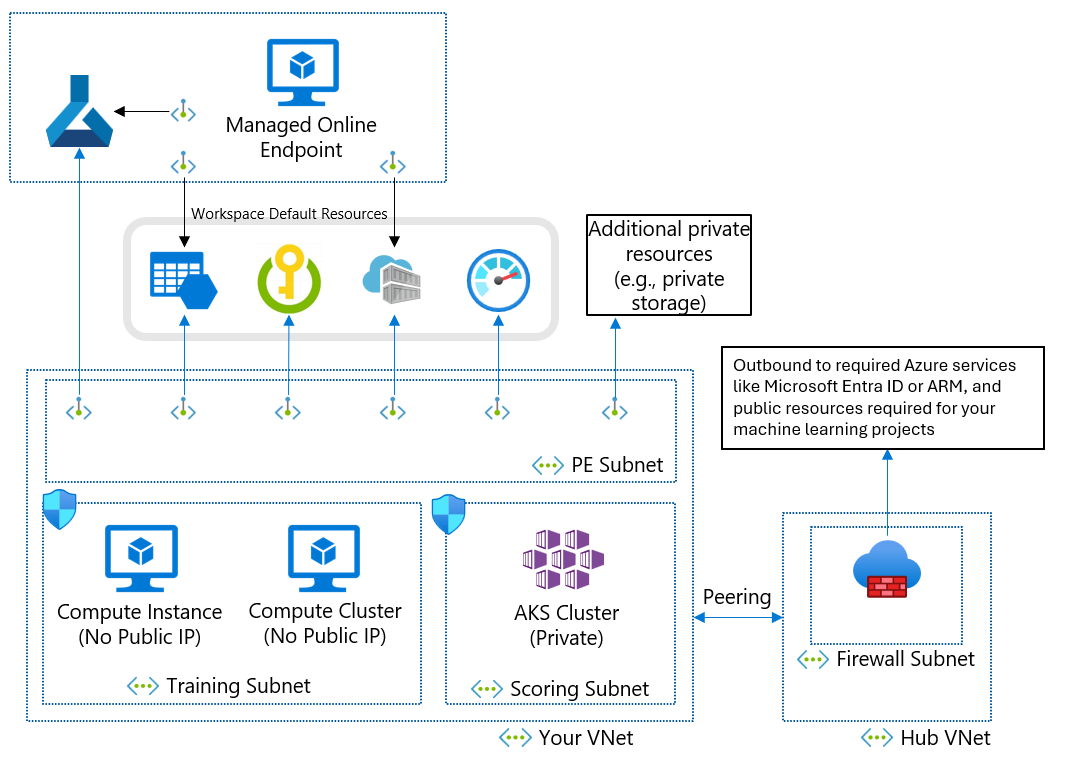 Managed Online
Endpoint
Workspace Default Resources
Additional private
resources
(e.g., private
storage)
Outbound to required Azure services
like Microsoft Entra ID or ARM, and
public resources required for your
machine learning projects
PE Subnet
Compute Instance
(No Public IP)
Compute Cluster
(No Public IP)
Training Subnet
AKS Cluster
(Private)
Scoring Subnet
Your VNet
Peering
Firewall Subnet
Hub VNet